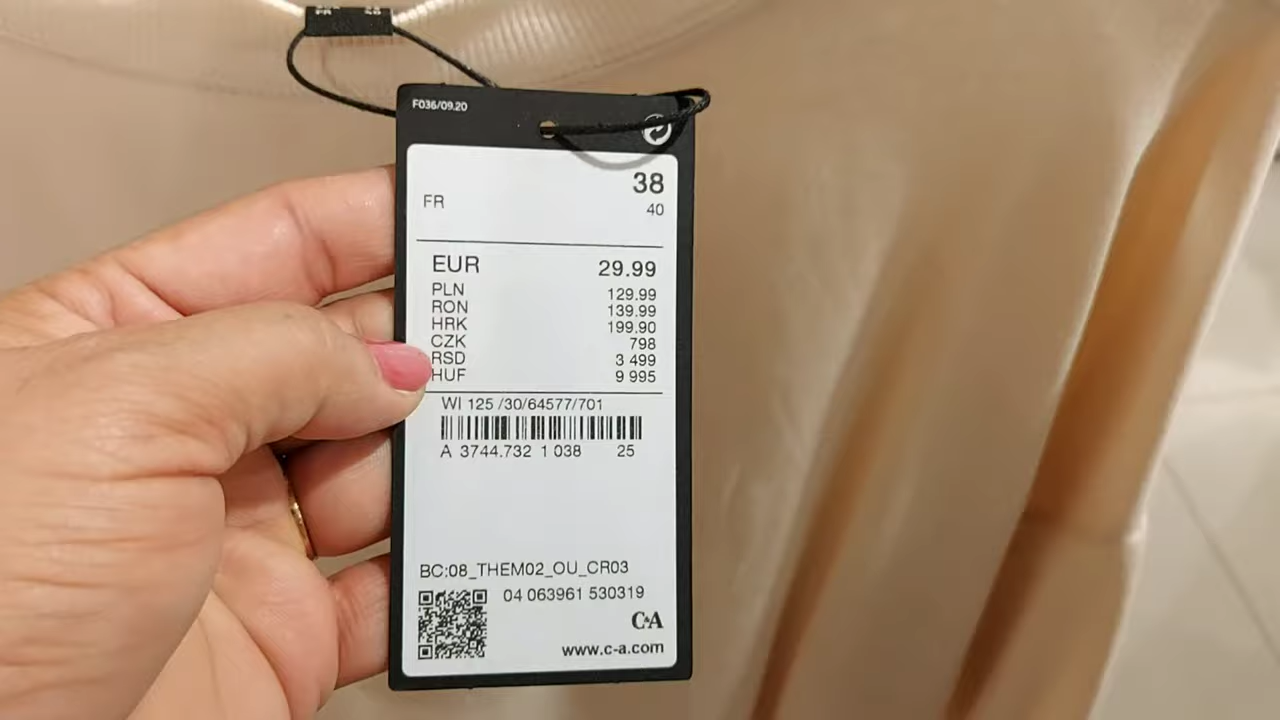 F036/09.20
38
FR 40
EUR 29.99
PLN 129.99
RON 139.99
HRK 199.90
CZK 798
RSD 3 499
HUF 9 995
WI 125 /30/64577/701
A 3744.732 1 038 25
BC:08_THEM02_OU_CR03
04 063961 530319
C&A
www.c-a.com